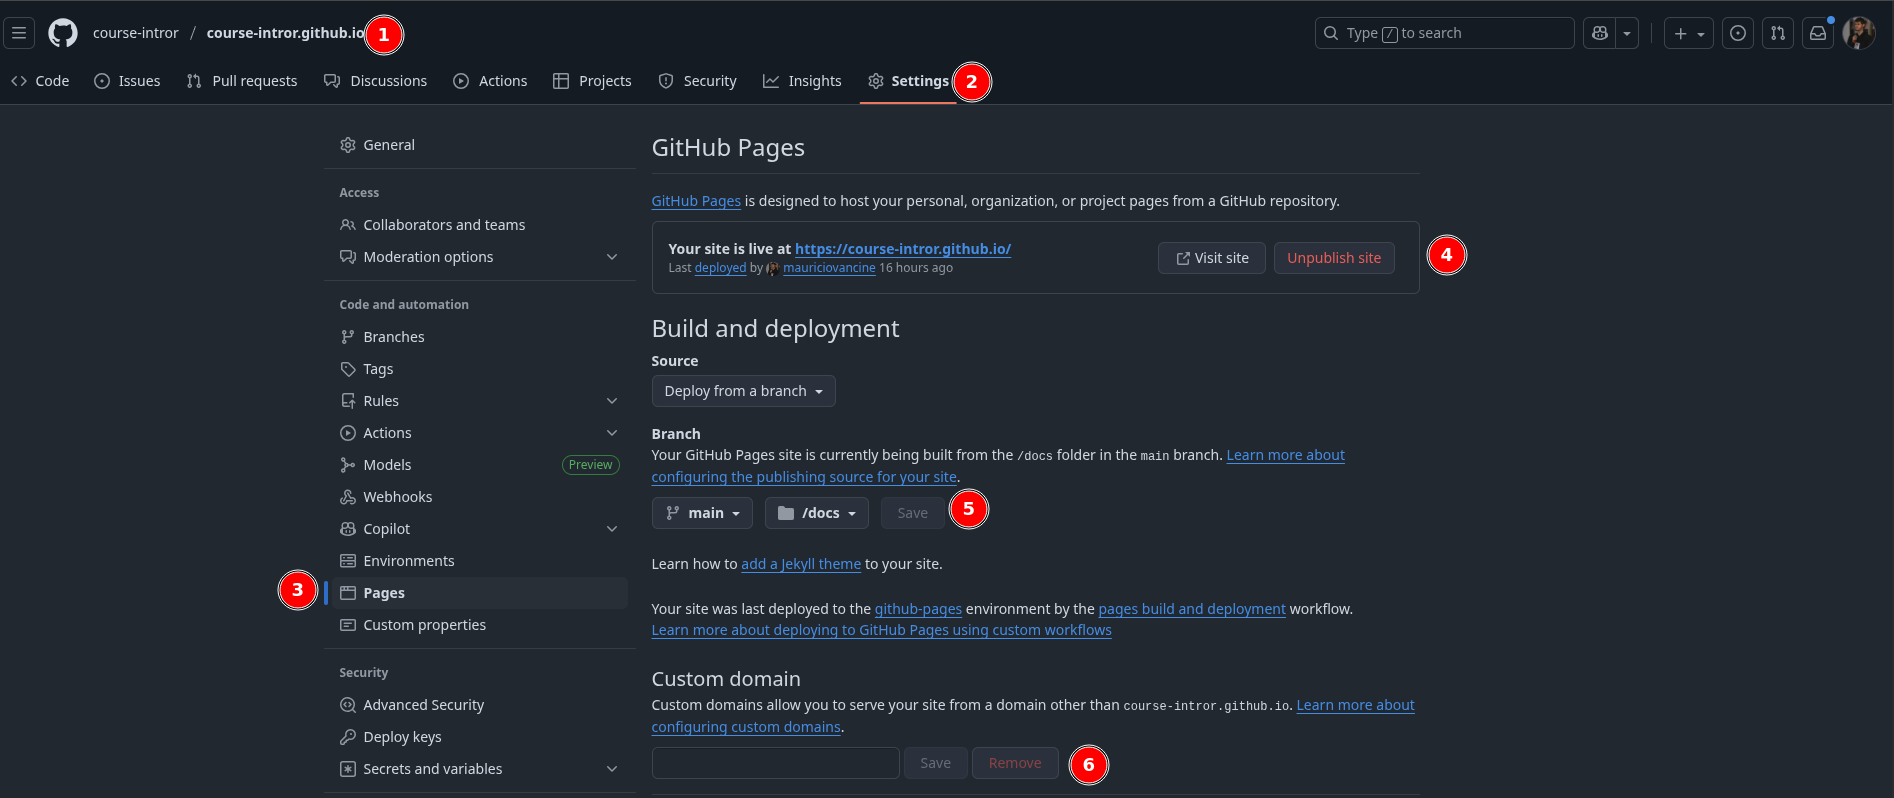 course-intror / course-intror.github.io 1
Type / to search
Code Issues Pull requests Discussions Actions Projects Security Insights Settings 2
General
Access
Collaborators and teams
Moderation options
Code and automation
Branches
Tags
Rules
Actions
Models Preview
Webhooks
Copilot
Environments
3 Pages
Custom properties
Security
Advanced Security
Deploy keys
Secrets and variables
GitHub Pages
GitHub Pages is designed to host your personal, organization, or project pages from a GitHub repository.
Your site is live at https://course-intror.github.io/
Last deployed by mauriciovancine 16 hours ago
Visit site Unpublish site 4
Build and deployment
Source
Deploy from a branch
Branch
Your GitHub Pages site is currently being built from the /docs folder in the main branch. Learn more about
configuring the publishing source for your site.
main /docs Save 5
Learn how to add a Jekyll theme to your site.
Your site was last deployed to the github-pages environment by the pages build and deployment workflow.
Learn more about deploying to GitHub Pages using custom workflows
Custom domain
Custom domains allow you to serve your site from a domain other than course-intror.github.io. Learn more about
configuring custom domains.
Save Remove 6